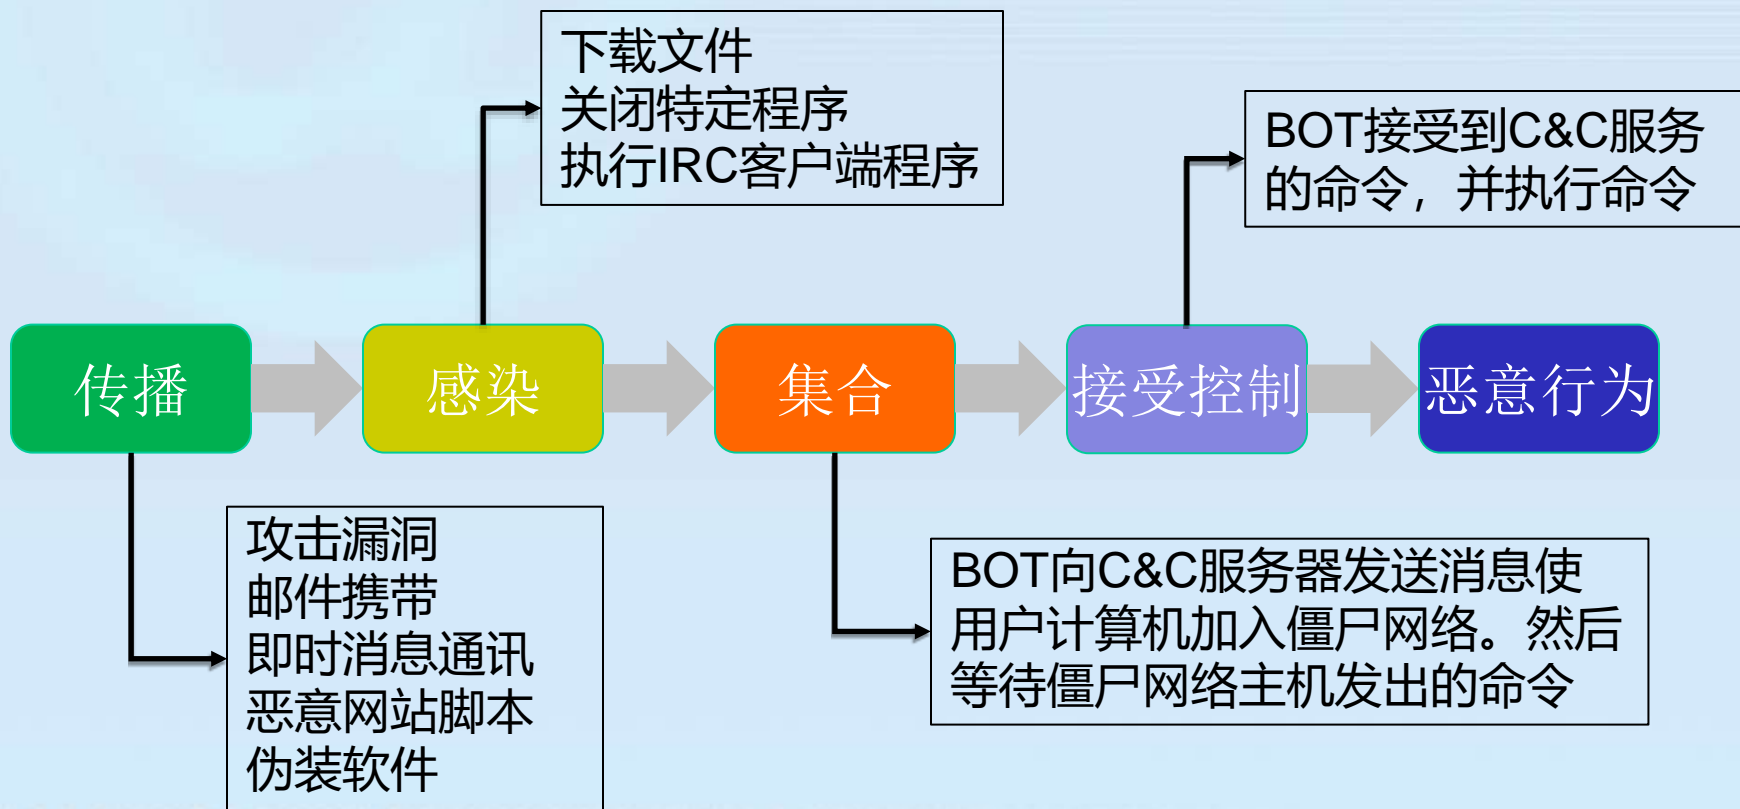 下载文件
关闭特定程序
执行IRC客户端程序
BOT接受到C&C服务
的命令，并执行命令
传播
感染
集合
接受控制
恶意行为
攻击漏洞
邮件携带
即时消息通讯
恶意网站脚本
伪装软件
BOT向C&C服务器发送消息使
用户计算机加入僵尸网络。然后
等待僵尸网络主机发出的命令